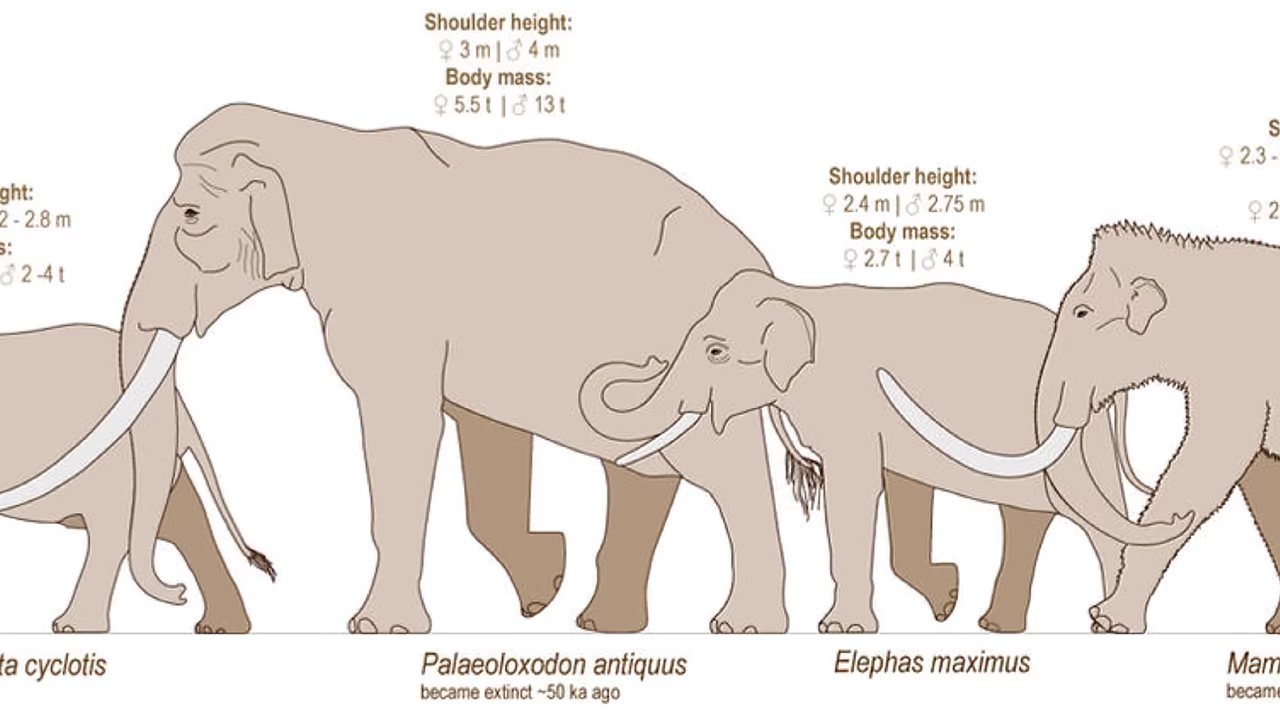 ght:
2 - 2.8 m
s:
♂ 2 -4 t
ta cyclotis
Shoulder height:
♀ 3 m | ♂ 4 m
Body mass:
♀ 5.5 t | ♂ 13 t
Palaeoloxodon antiquus
became extinct ~50 ka ago
Shoulder height:
♀ 2.4 m | ♂ 2.75 m
Body mass:
♀ 2.7 t | ♂ 4 t
Elephas maximus
S
♀ 2.3 -
♀ 2
Mam
became